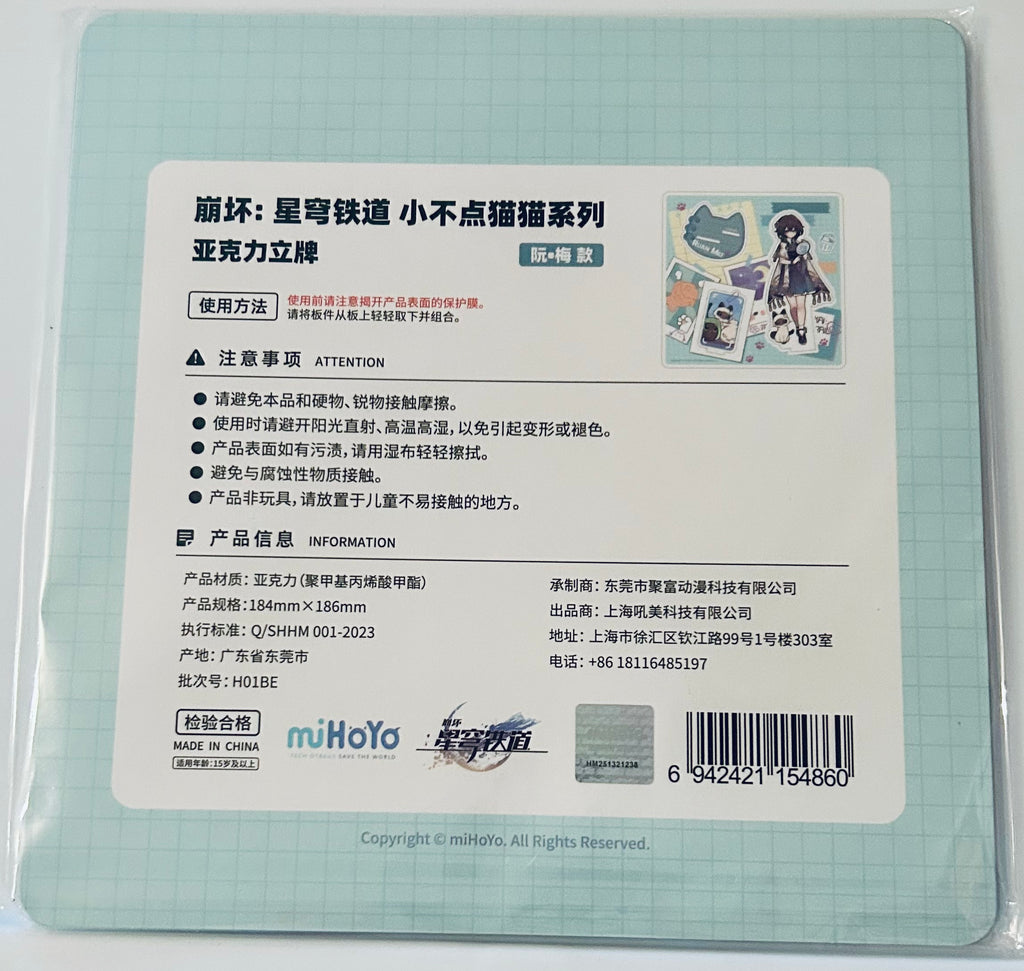 崩坏: 星穹铁道 小不点猫猫系列
亚克力立牌
阮•梅 款
RUAN MEI
使用方法
使用前请注意揭开产品表面的保护膜。
请将板件从板上轻轻取下并组合。
注意事项 ATTENTION
● 请避免本品和硬物、锐物接触摩擦。
● 使用时请避开阳光直射、高温高湿，以免引起变形或褪色。
● 产品表面如有污渍，请用湿布轻轻擦拭。
● 避免与腐蚀性物质接触。
● 产品非玩具，请放置于儿童不易接触的地方。
产品信息 INFORMATION
产品材质：亚克力（聚甲基丙烯酸甲酯）
产品规格：184mm×186mm
执行标准：Q/SHHM 001-2023
产地：广东省东莞市
批次号：H01BE
承制商：东莞市聚富动漫科技有限公司
出品商：上海吼美科技有限公司
地址：上海市徐汇区钦江路99号1号楼303室
电话：+86 18116485197
检验合格
MADE IN CHINA
适用年龄:15岁及以上
miHoYo
TECH OTAKUS SAVE THE WORLD
崩坏
星穹铁道
HM251321238
6 942421 154860
Copyright © miHoYo. All Rights Reserved.